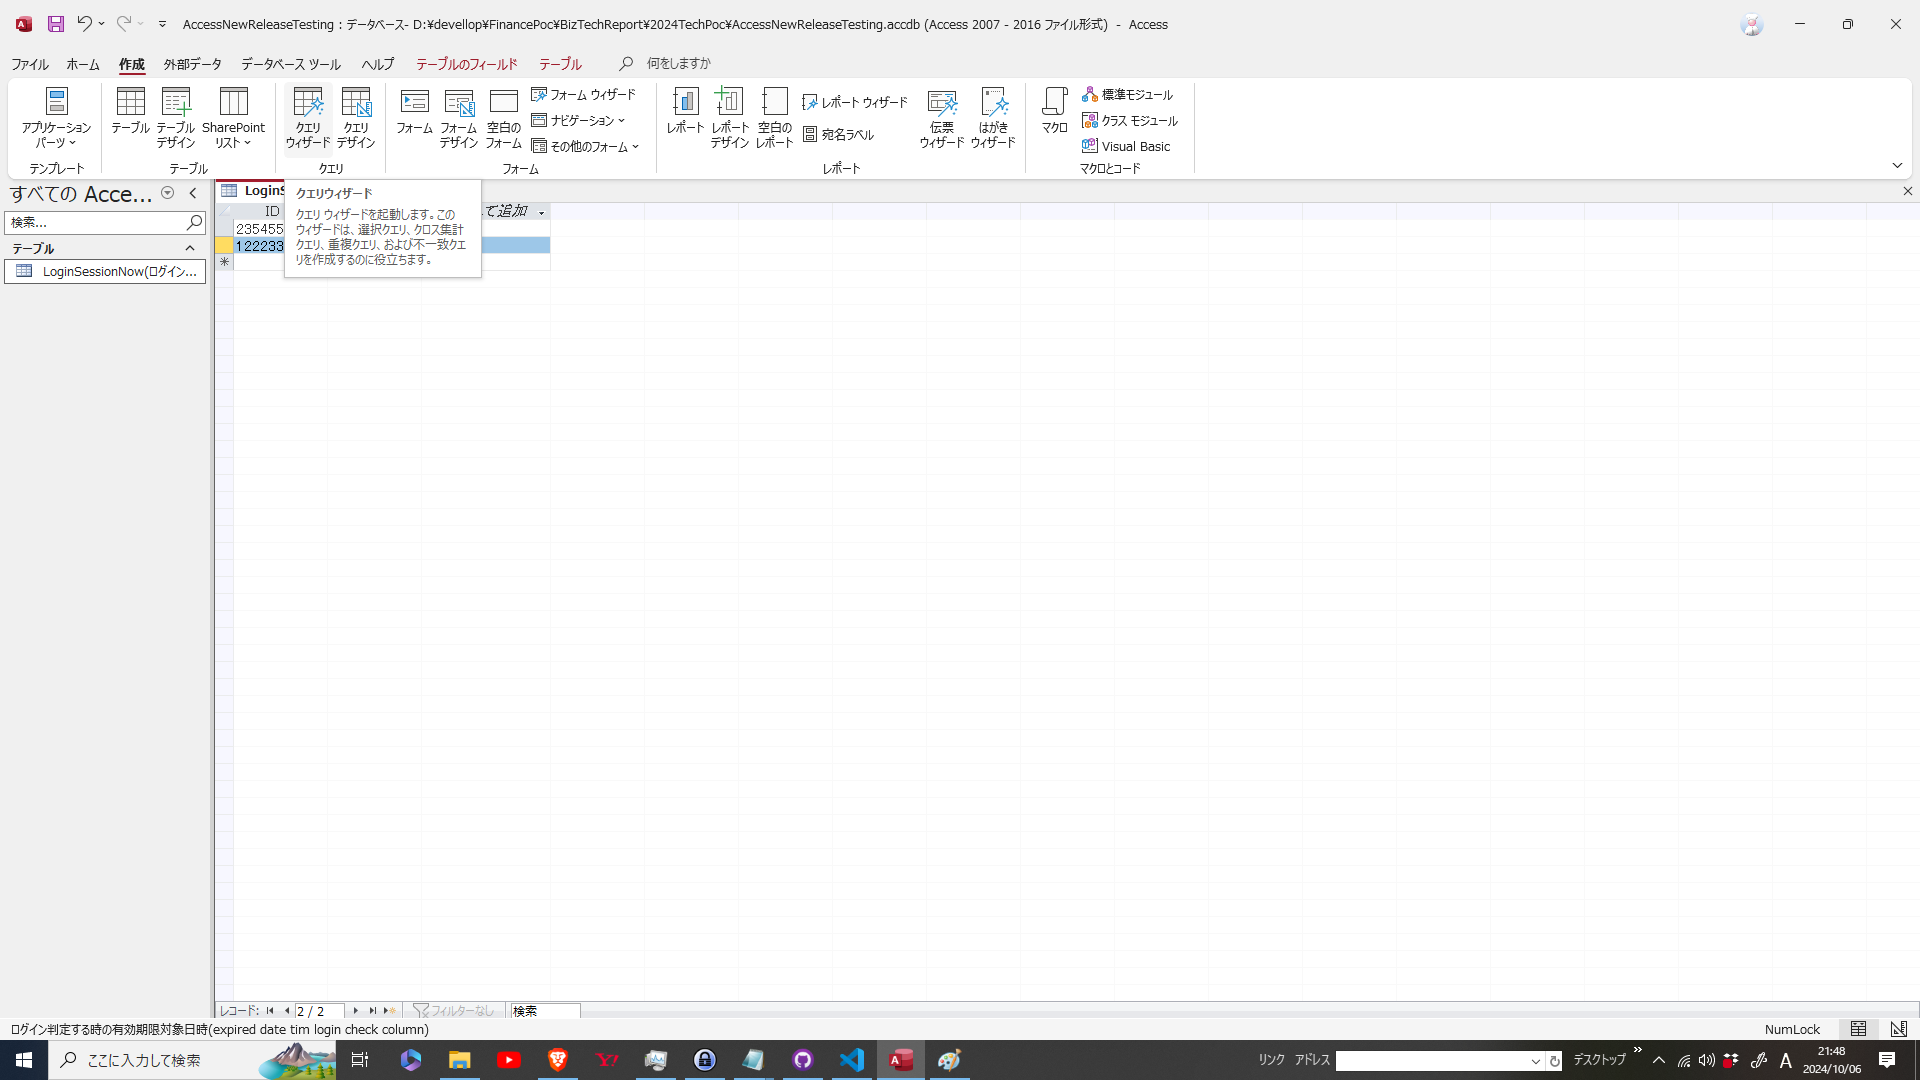 AccessNewReleaseTesting : データベース- D:¥devellop¥FinancePoc¥BizTechReport¥2024TechPoc¥AccessNewReleaseTesting.accdb (Access 2007 - 2016 ファイル形式) - Access
ファイル ホーム 作成 外部データ データベース ツール ヘルプ テーブルのフィールド テーブル 何をしますか
アプリケーション
パーツ
テンプレート
テーブル
テーブル
デザイン
SharePoint
リスト
テーブル
クエリ
ウィザード
クエリ
デザイン
クエリ
フォーム
フォーム
デザイン
空白の
フォーム
フォーム ウィザード
ナビゲーション
その他のフォーム
フォーム
レポート
レポート
デザイン
空白の
レポート
レポート ウィザード
宛名ラベル
伝票
ウィザード
はがき
ウィザード
レポート
マクロ
標準モジュール
クラス モジュール
Visual Basic
マクロとコード
すべての Acce...
検索...
テーブル
LoginSessionNow(ログイン...
LoginS
ID
て追加
235455
122233
クエリウィザード
クエリ ウィザードを起動します。この
ウィザードは、選択クエリ、クロス集計
クエリ、重複クエリ、および不一致クエ
リを作成するのに役立ちます。
レコード: 2 / 2 フィルターなし 検索
ログイン判定する時の有効期限対象日時(expired date tim login check column)
NumLock
ここに入力して検索
リンク アドレス
デスクトップ
A
21:48
2024/10/06